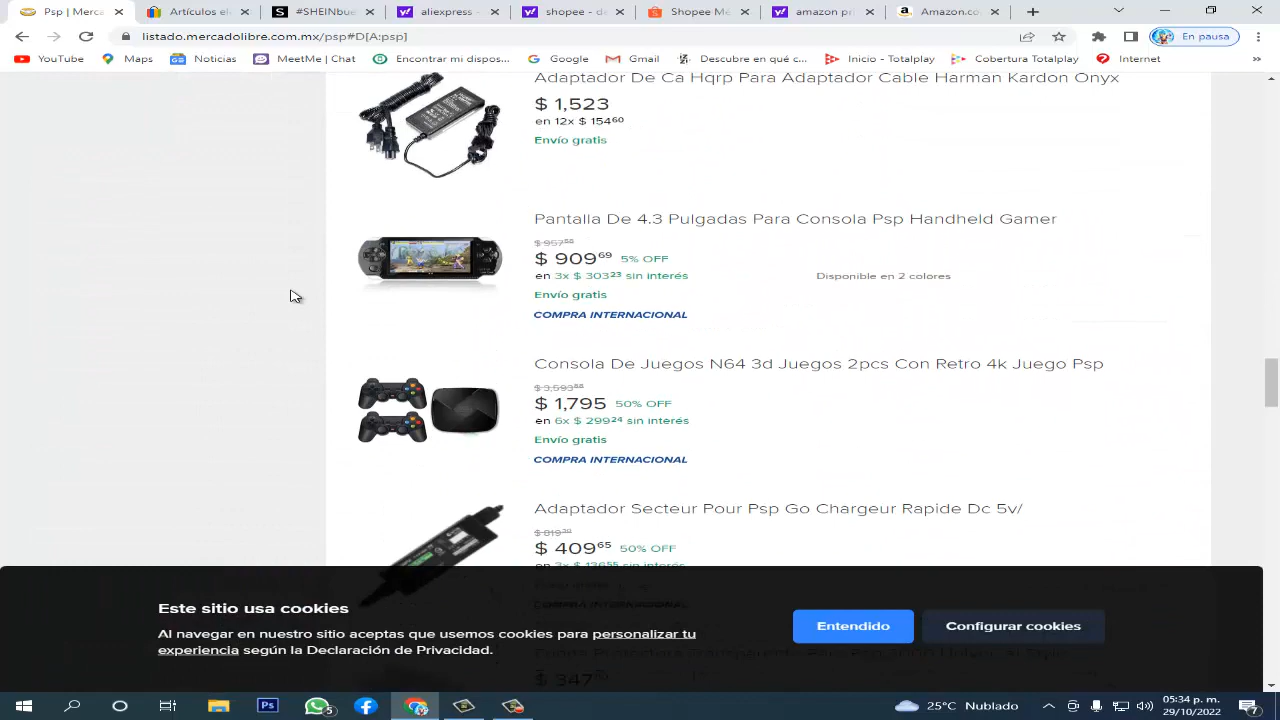 Psp | Merca
Artículos el
#SHEINbue
aliexpress -
shopee - de
Shopee Me
amazon m
Amazon.co
listado.mercadolibre.com.mx/psp#D[A:psp]
En pausa
YouTube
Maps
Noticias
MeetMe | Chat
Encontrar mi dispos...
Google
Gmail
Descubre en qué c...
Inicio - Totalplay
Cobertura Totalplay
Internet
»
Adaptador De Ca Hqrp Para Adaptador Cable Harman Kardon Onyx
$ 1,523
en 12x $ 154⁶⁰
Envío gratis
Pantalla De 4.3 Pulgadas Para Consola Psp Handheld Gamer
$ 909⁶⁹ 5% OFF
en 3x $ 303²³ sin interés
Disponible en 2 colores
Envío gratis
COMPRA INTERNACIONAL
Consola De Juegos N64 3d Juegos 2pcs Con Retro 4k Juego Psp
$ 3,593⁸⁸
$ 1,795 50% OFF
en 6x $ 299²⁴ sin interés
Envío gratis
COMPRA INTERNACIONAL
Adaptador Secteur Pour Psp Go Chargeur Rapide Dc 5v/
$ 819³⁰
$ 409⁶⁵ 50% OFF
Este sitio usa cookies
Al navegar en nuestro sitio aceptas que usemos cookies para personalizar tu
experiencia según la Declaración de Privacidad.
Entendido
Configurar cookies
Ps
5
25°C Nublado
05:34 p. m.
29/10/2022
7